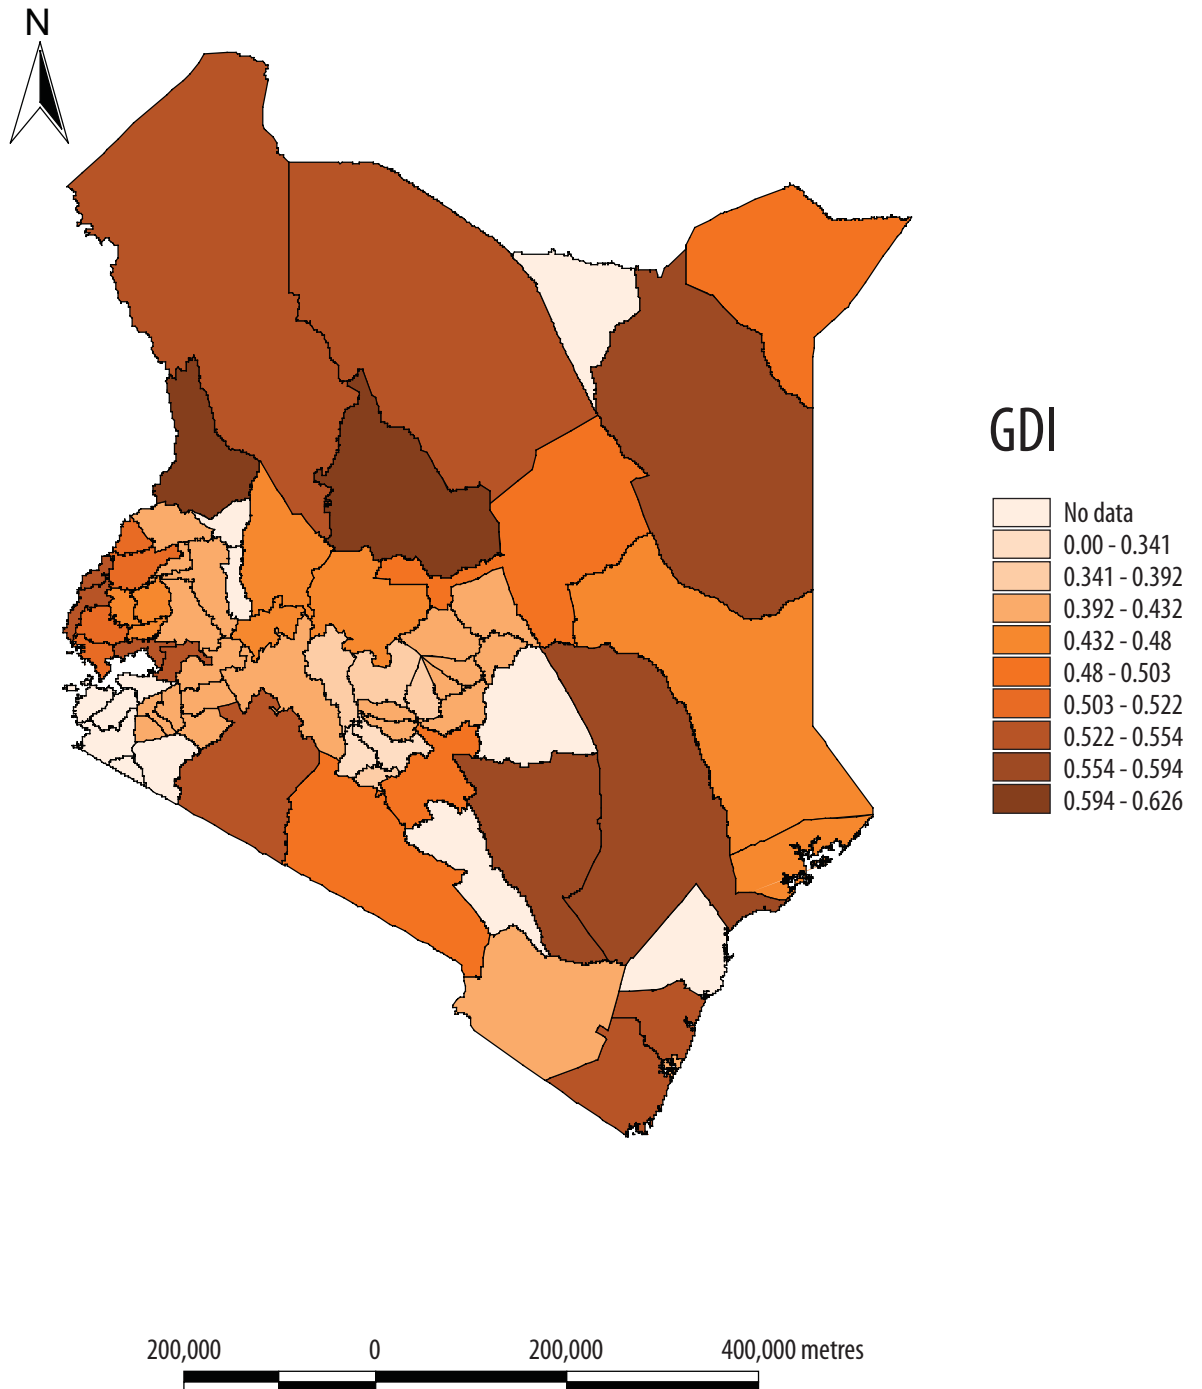 N
GDI
No data
0.00 - 0.341
0.341 - 0.392
0.392 - 0.432
0.432 - 0.48
0.48 - 0.503
0.503 - 0.522
0.522 - 0.554
0.554 - 0.594
0.594 - 0.626
200,000 0 200,000 400,000 metres